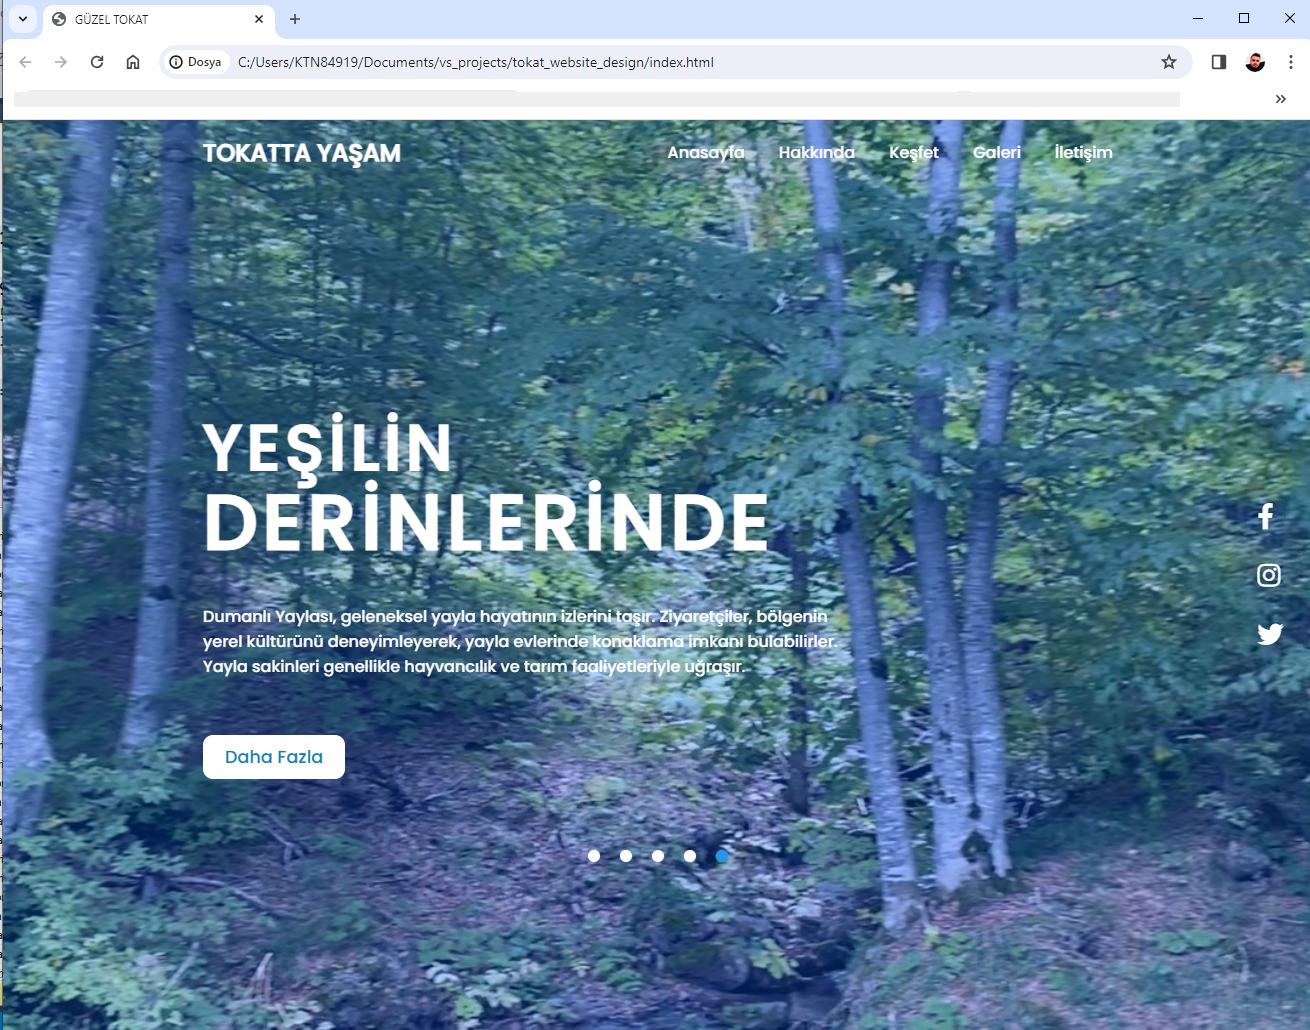 GÜZEL TOKAT
Dosya C:/Users/KTN84919/Documents/vs_projects/tokat_website_design/index.html
TOKATTA YAŞAM Anasayfa Hakkında Keşfet Galeri İletişim
YEŞİLİN
DERİNLERİNDE
Dumanlı Yaylası, geleneksel yayla hayatının izlerini taşır. Ziyaretçiler, bölgenin
yerel kültürünü deneyimleyerek, yayla evlerinde konaklama imkanı bulabilirler.
Yayla sakinleri genellikle hayvancılık ve tarım faaliyetleriyle uğraşır.
Daha Fazla